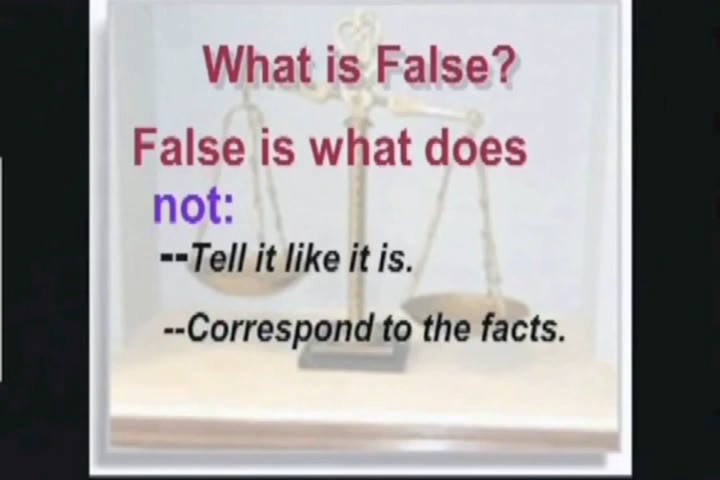 What is False?
False is what does
not:
--Tell it like it is.
--Correspond to the facts.